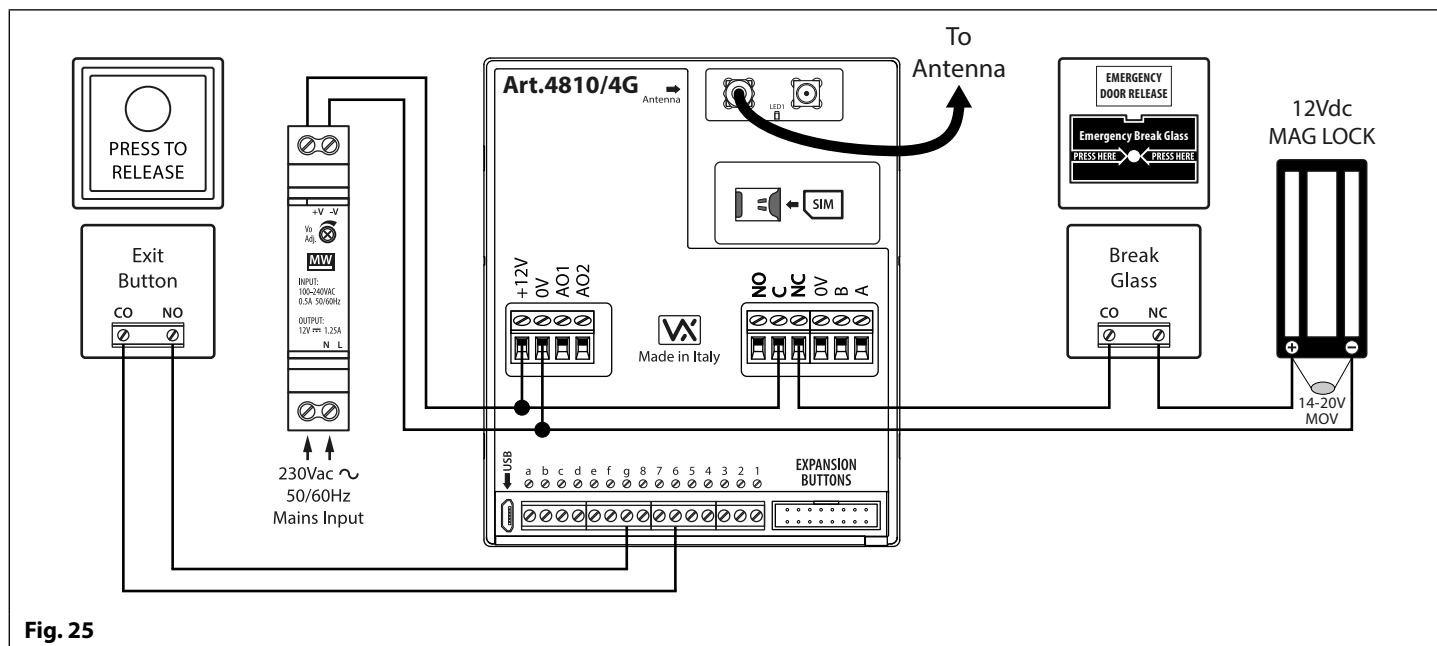 PRESS TO
RELEASE
Exit
Button
CO NO
+V -V
Vo
Adj.
MW
INPUT:
100–240VAC
0.5A 50/60Hz
OUTPUT:
12V ⎓ 1.25A
N L
230Vac ∿
50/60Hz
Mains Input
Art.4810/4G
Antenna
LED1
To
Antenna
SIM
+12V
0V
AO1
AO2
VX
Made in Italy
NO
C
NC
0V
B
A
USB
a b c d e f g 8 7 6 5 4 3 2 1
EXPANSION
BUTTONS
EMERGENCY
DOOR RELEASE
Emergency Break Glass
PRESS HERE PRESS HERE
Break
Glass
CO NC
12Vdc
MAG LOCK
+ −
14-20V
MOV
Fig. 25